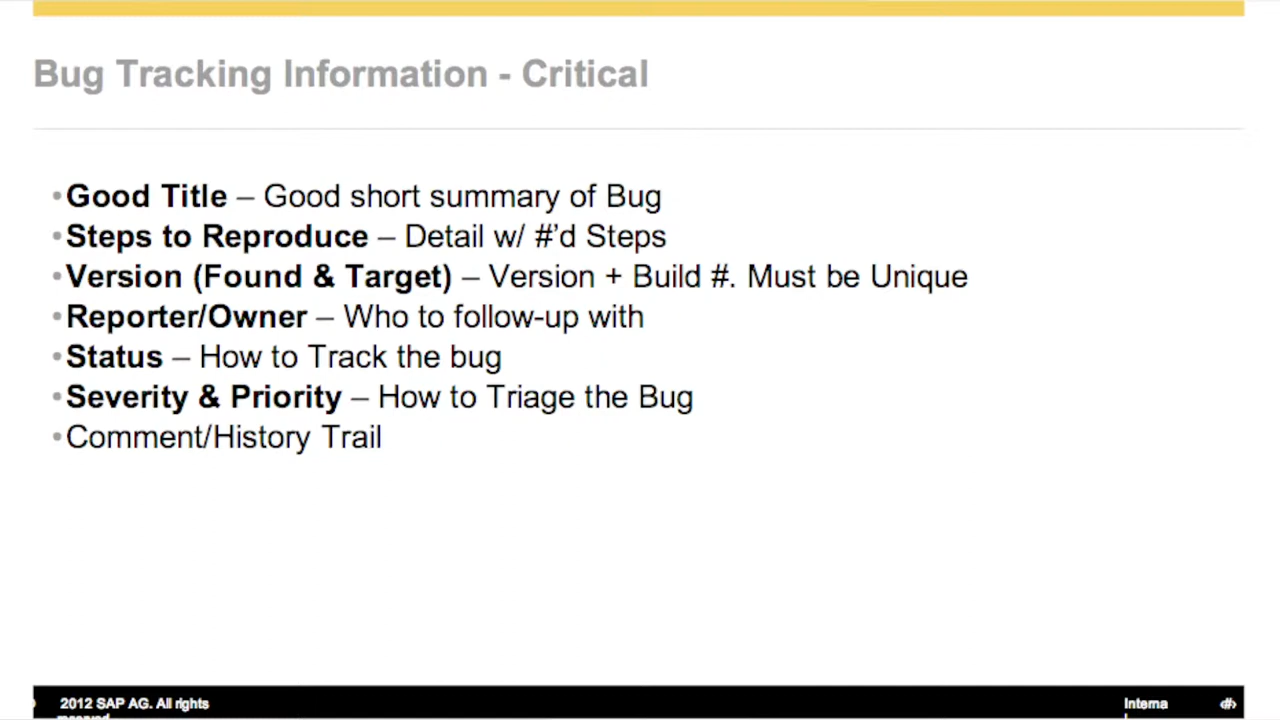 Bug Tracking Information - Critical
•Good Title – Good short summary of Bug
•Steps to Reproduce – Detail w/ #’d Steps
•Version (Found & Target) – Version + Build #. Must be Unique
•Reporter/Owner – Who to follow-up with
•Status – How to Track the bug
•Severity & Priority – How to Triage the Bug
•Comment/History Trail
2012 SAP AG. All rights
reserved
Interna
‹#›